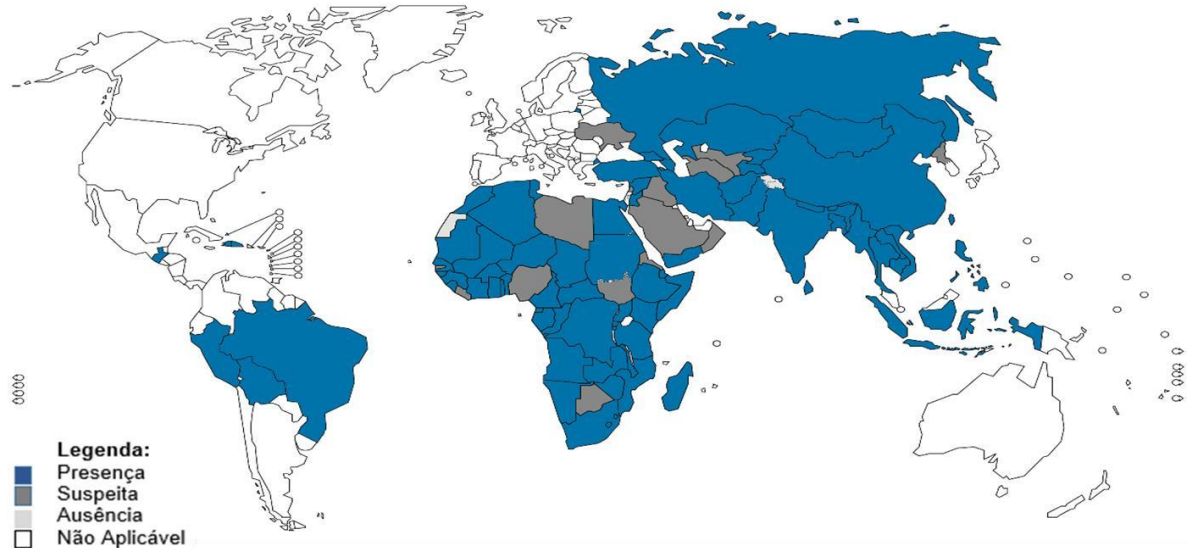 Legenda:
Presença
Suspeita
Ausência
Não Aplicável